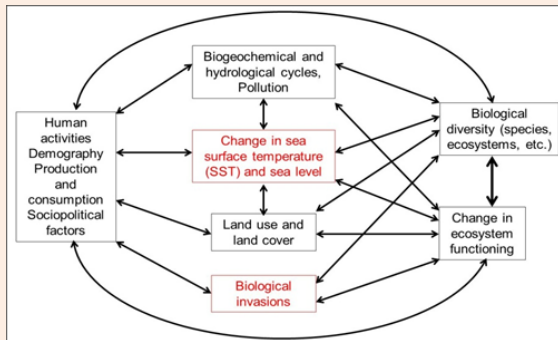 Biogeochemical and
hydrological cycles,
Pollution
Human
activities
Demography
Production
and
consumption
Sociopolitical
factors
Change in sea
surface temperature
(SST) and sea level
Land use and
land cover
Biological
invasions
Biological
diversity (species,
ecosystems, etc.)
Change in
ecosystem
functioning